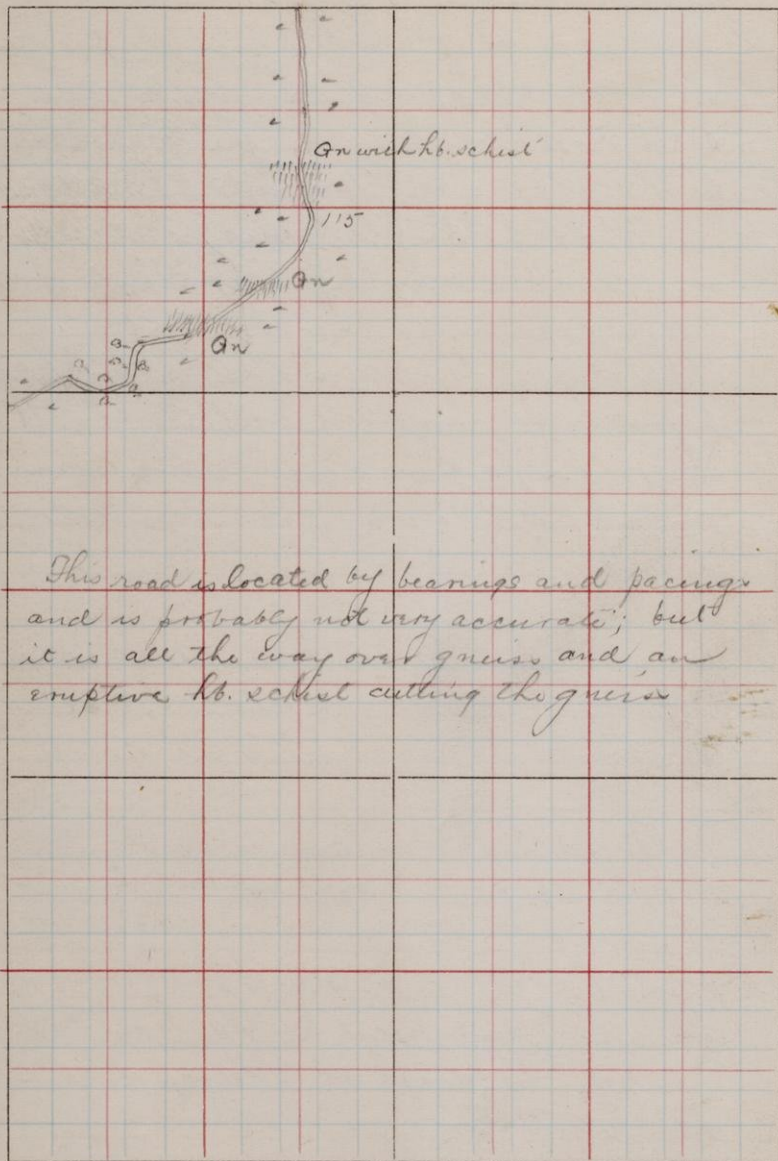 Gn with hb. schist
115
Gn
Gn
This road is located by bearings and pacings
and is probably not very accurate; but
it is all the way over gneiss and an
eruptive hb. schist cutting the gneiss